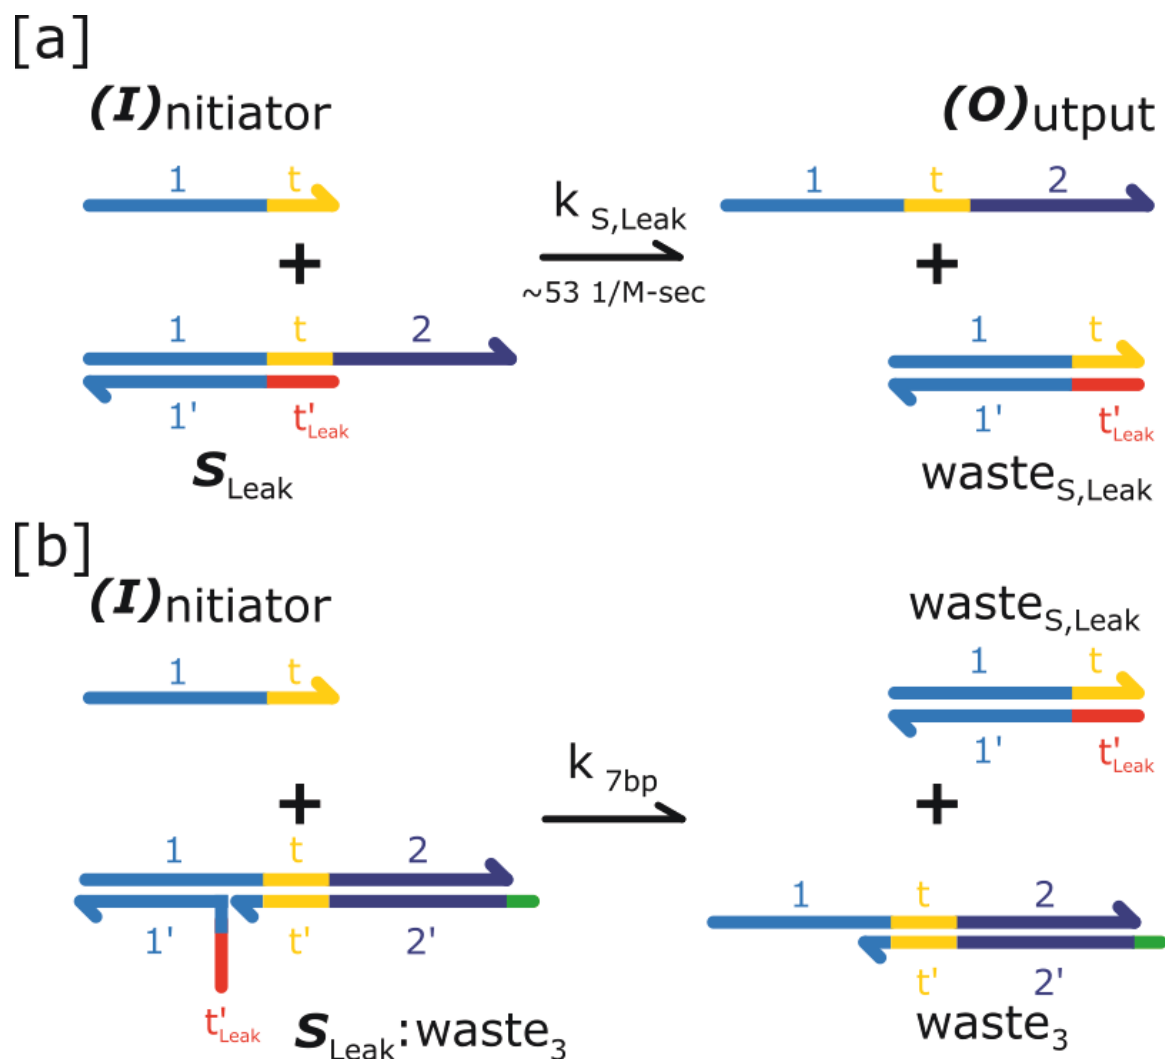 [a]
(I)nitiator
(O)utput
1 t
1 t 2
+
k S,Leak
~53 1/M-sec
+
1 t 2
1 t
1' t'Leak
1' t'Leak
SLeak
wasteS,Leak
[b]
(I)nitiator
wasteS,Leak
1 t
1 t
1' t'Leak
+
k 7bp
+
1 t 2
1 t 2
1' t' 2'
t' 2'
t'Leak
SLeak:waste3
waste3